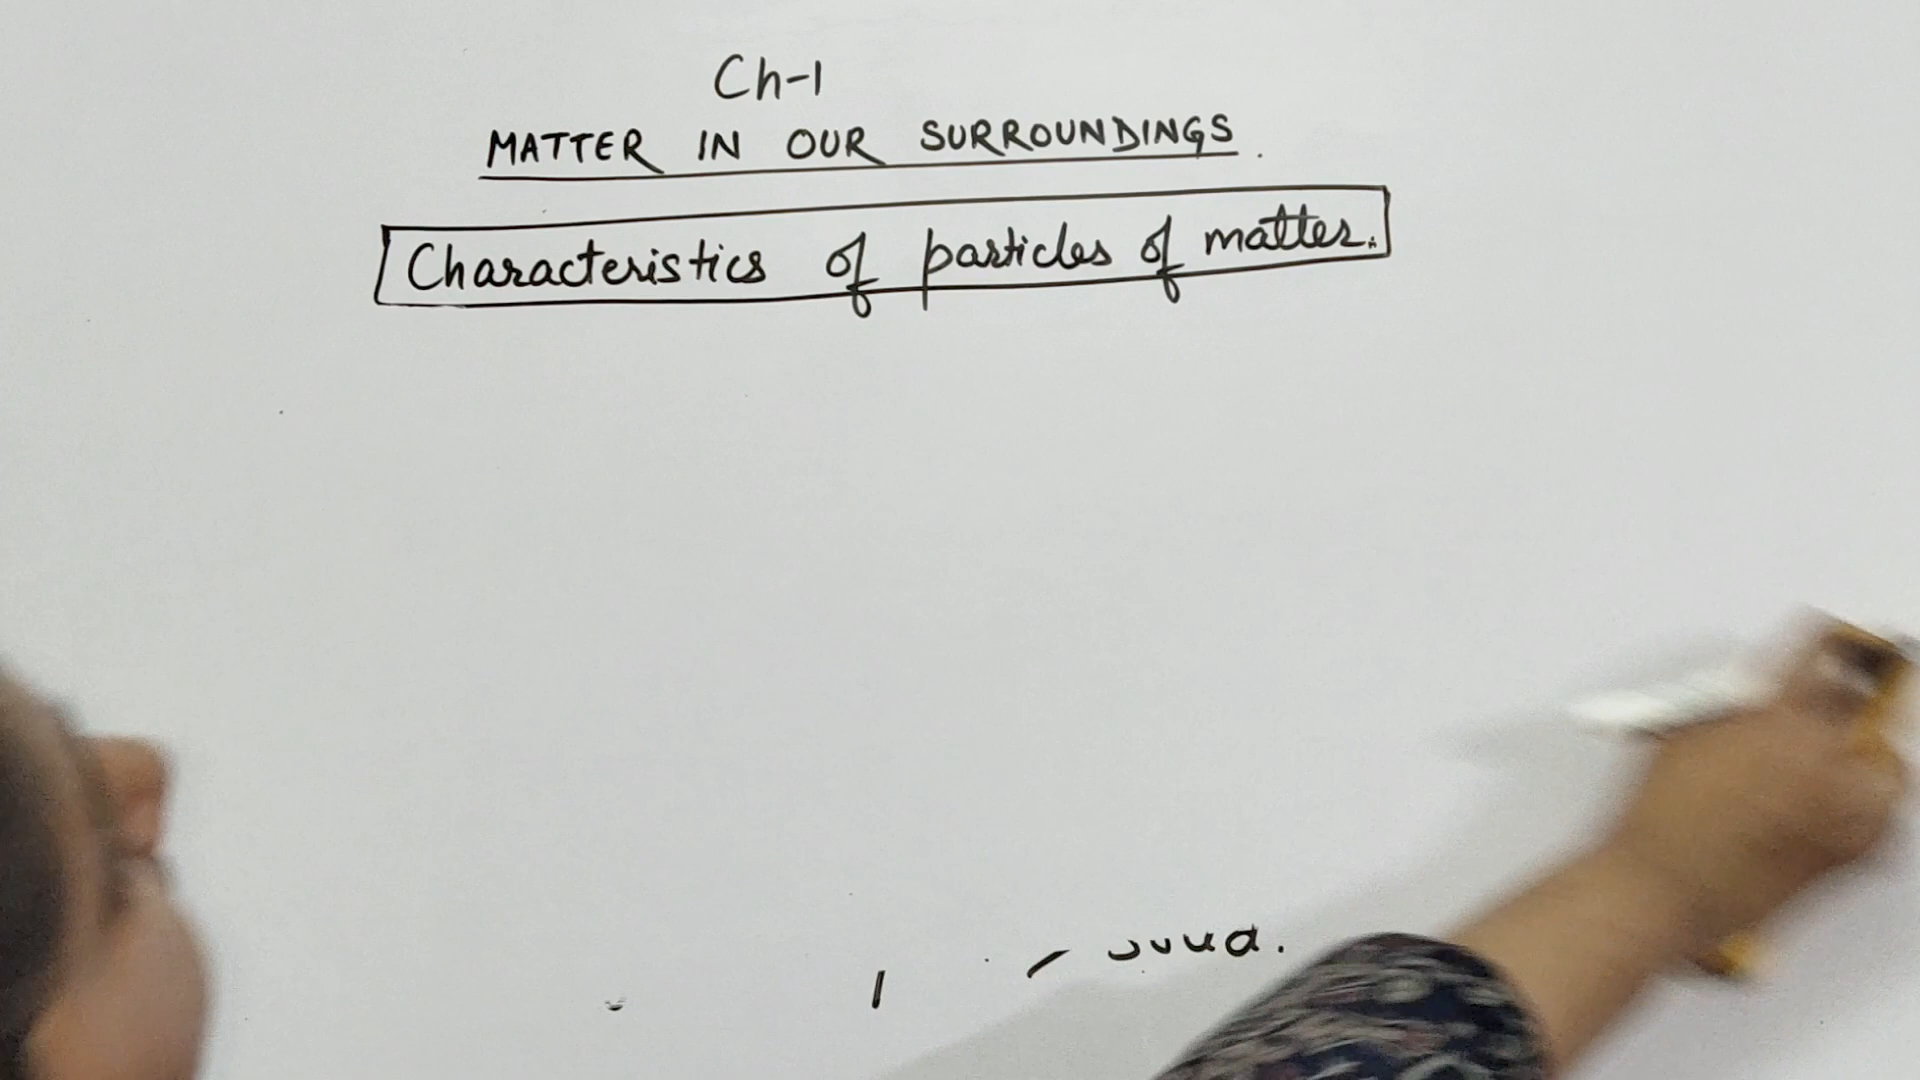 Ch-1
MATTER IN OUR SURROUNDINGS.
Characteristics of particles of matter.